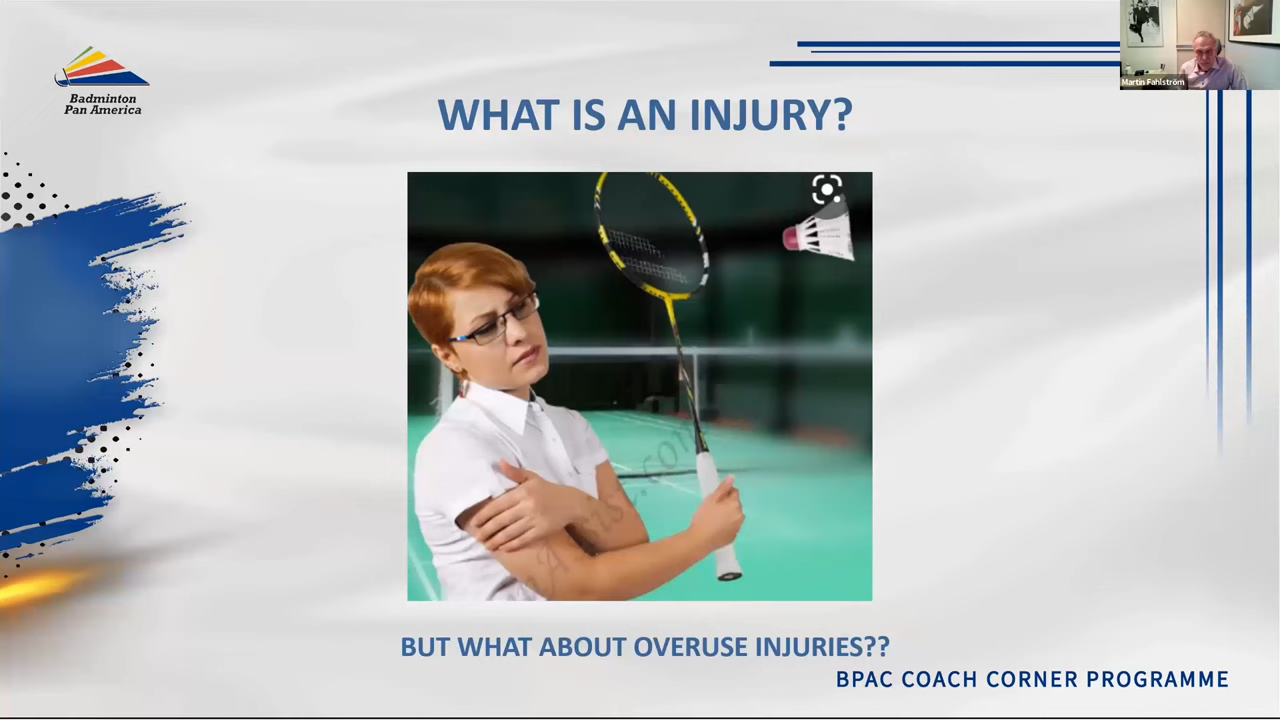 Badminton
Pan America
Martin Fahlström
WHAT IS AN INJURY?
BUT WHAT ABOUT OVERUSE INJURIES??
BPAC COACH CORNER PROGRAMME